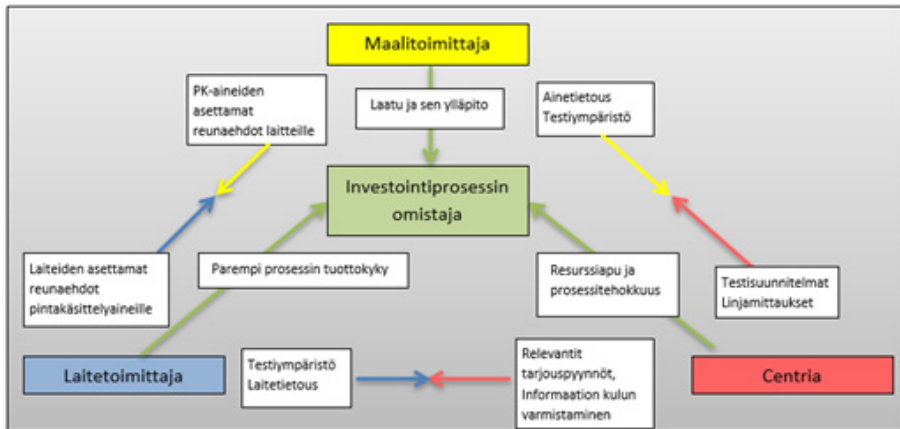 Maalitoimittaja
PK-aineiden
asettamat
reunaehdot laitteille
Laatu ja sen ylläpito
Ainetietous
Testiympäristö
Investointiprosessin
omistaja
Laiteiden asettamat
reunaehdot
pintakäsittelyaineille
Parempi prosessin tuottokyky
Resurssiapu ja
prosessitehokkuus
Testisuunnitelmat
Linjamittaukset
Laitetoimittaja
Testiympäristö
Laitetietous
Relevantit
tarjouspyynnöt,
Informaation kulun
varmistaminen
Centria